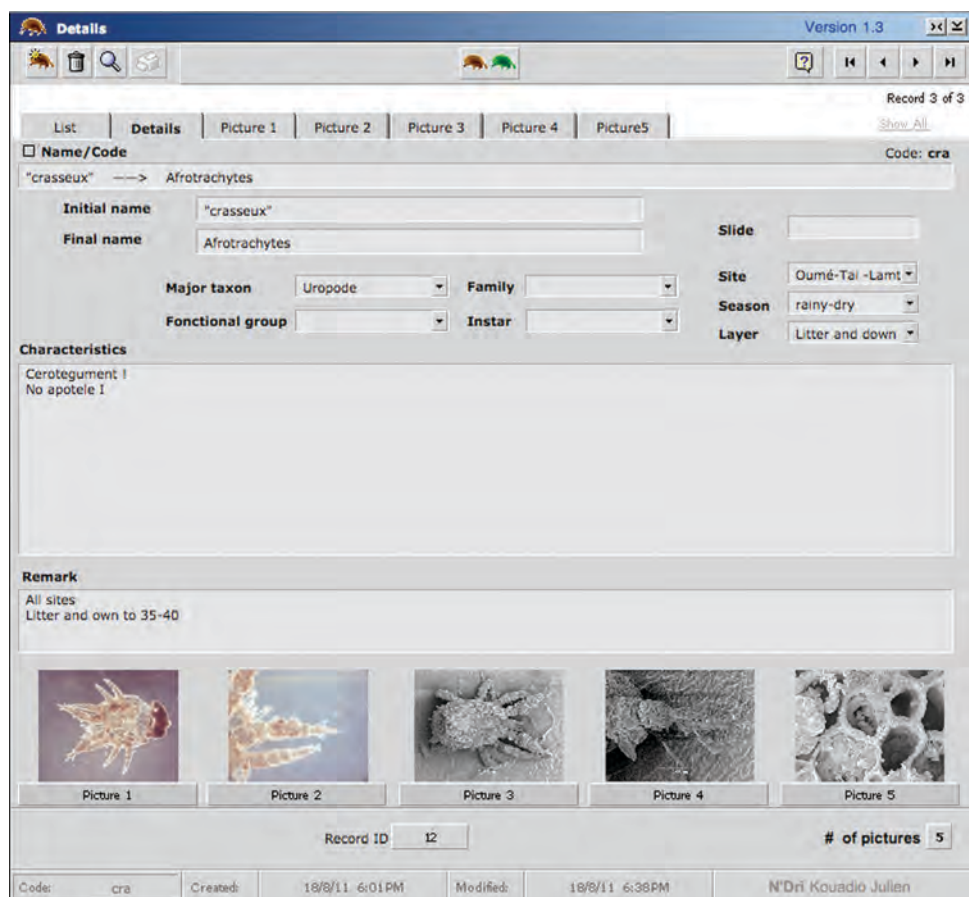 Details Version 1.3
Record 3 of 3
List Details Picture 1 Picture 2 Picture 3 Picture 4 Picture5 Show All
Name/Code Code: cra
"crasseux" ——> Afrotrachytes
Initial name "crasseux"
Final name Afrotrachytes
Slide
Major taxon Uropode Family Site Oumé-Taï -Lamt
Fonctional group Instar Season rainy-dry
Layer Litter and down
Characteristics
Cerotegument !
No apotele I
Remark
All sites
Litter and own to 35-40
Picture 1 Picture 2 Picture 3 Picture 4 Picture 5
Record ID 12 # of pictures 5
Code: cra Created: 18/8/11 6:01PM Modified: 18/8/11 6:38PM N'Dri Kouadio Julien